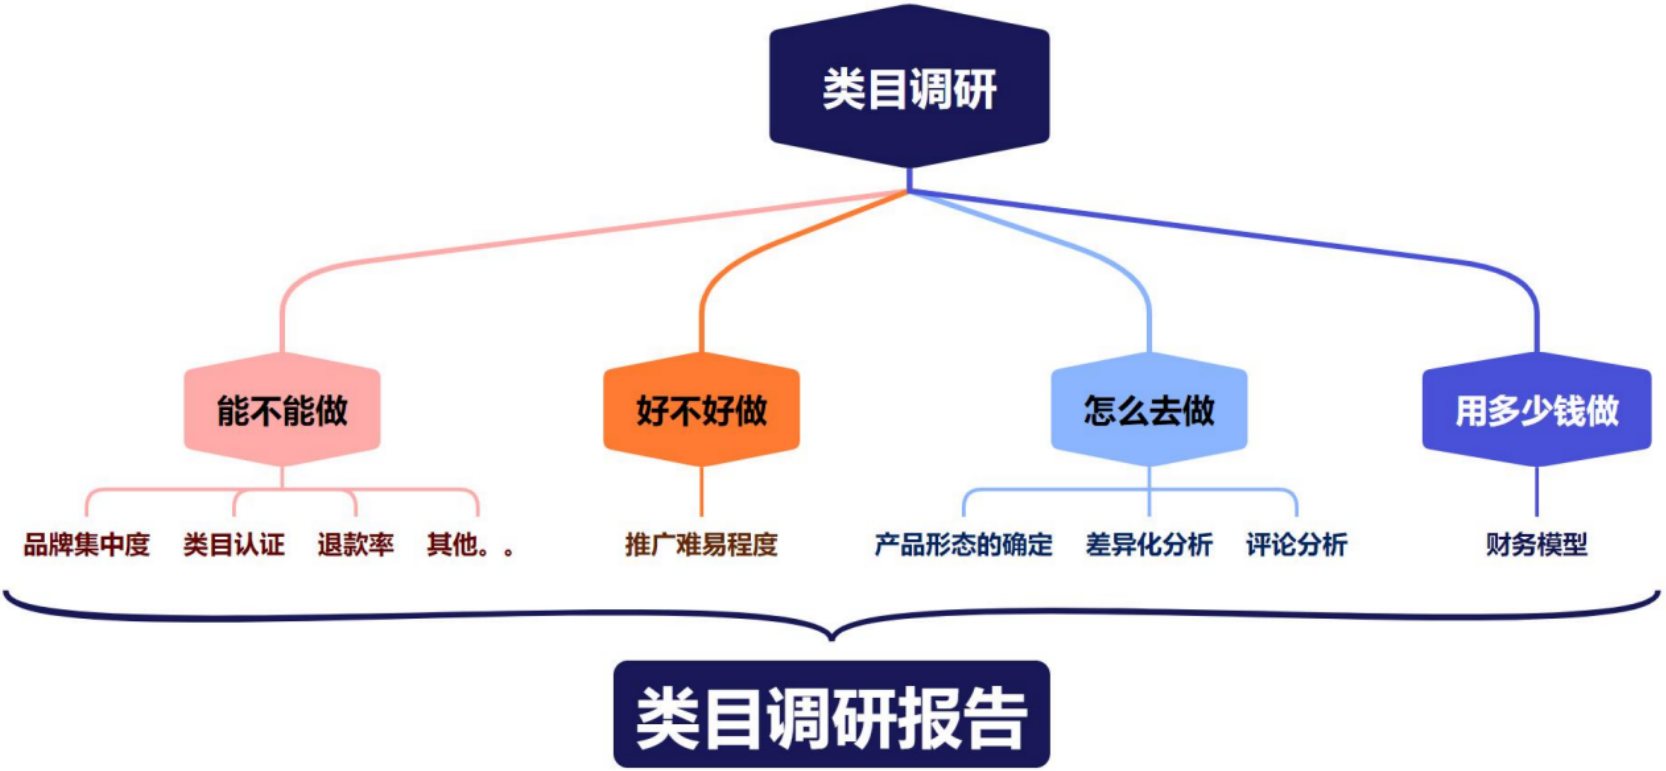 类目调研
能不能做
好不好做
怎么去做
用多少钱做
品牌集中度
类目认证
退款率
其他。。
推广难易程度
产品形态的确定
差异化分析
评论分析
财务模型
类目调研报告